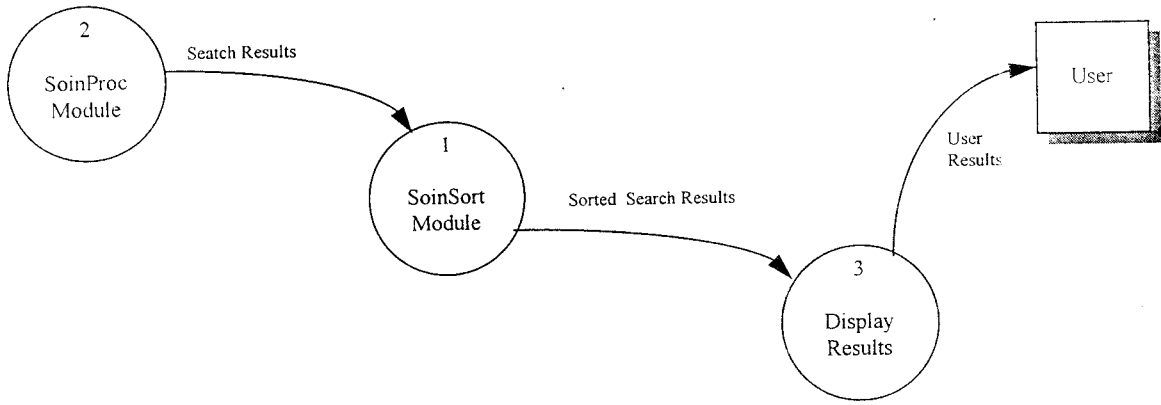 2
SoinProc
Module
Seatch Results
1
SoinSort
Module
Sorted Search Results
3
Display
Results
User
Results
User